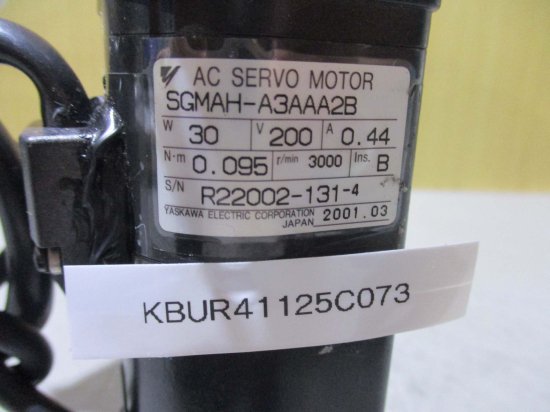 AC SERVO MOTOR
SGMAH-A3AAA2B
W 30 V 200 A 0.44
N·m 0.095 r/min 3000 Ins. B
S/N R22002-131-4
YASKAWA ELECTRIC CORPORATION 2001.03
JAPAN
KBUR41125C073